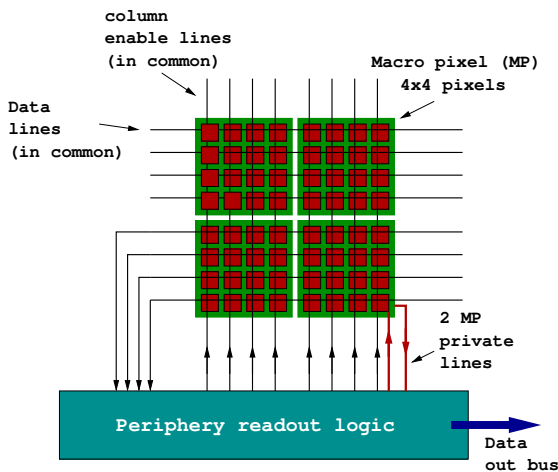 column
enable lines
(in common)
Macro pixel (MP)
4x4 pixels
Data
lines
(in common)
2 MP
private
lines
Periphery readout logic
Data
out bus